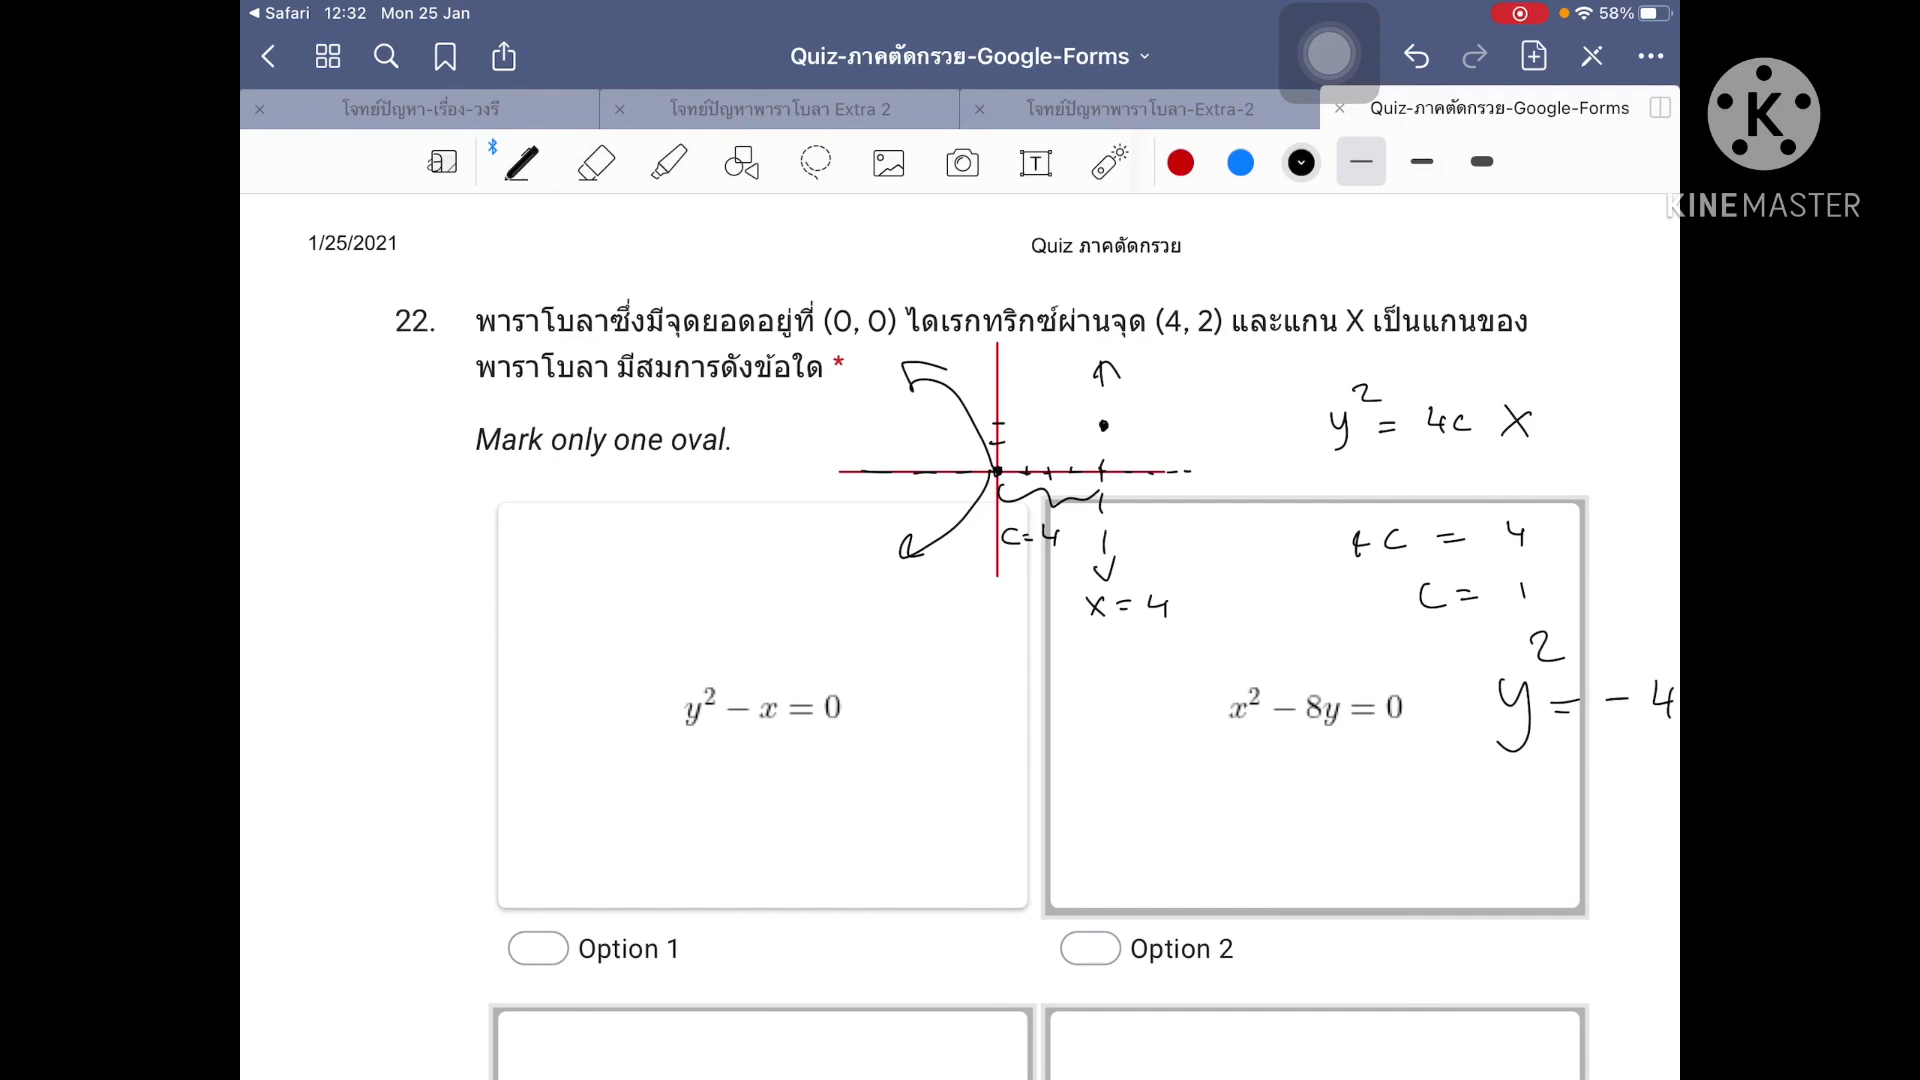 Safari 12:32 Mon 25 Jan 58%
Quiz-ภาคตัดกรวย-Google-Forms
โจทย์ปัญหา-เรื่อง-วงรี
โจทย์ปัญหาพาราโบลา Extra 2
โจทย์ปัญหาพาราโบลา-Extra-2
Quiz-ภาคตัดกรวย-Google-Forms
K
KINEMASTER
1/25/2021
Quiz ภาคตัดกรวย
22. พาราโบลาซึ่งมีจุดยอดอยู่ที่ (0, 0) ไดเรกทริกซ์ผ่านจุด (4, 2) และแกน X เป็นแกนของ
พาราโบลา มีสมการดังข้อใด *
Mark only one oval.
y² = 4c X
c=4
x = 4
c = 4
c = 1
y² = - 4
y² − x = 0
x² − 8y = 0
Option 1
Option 2